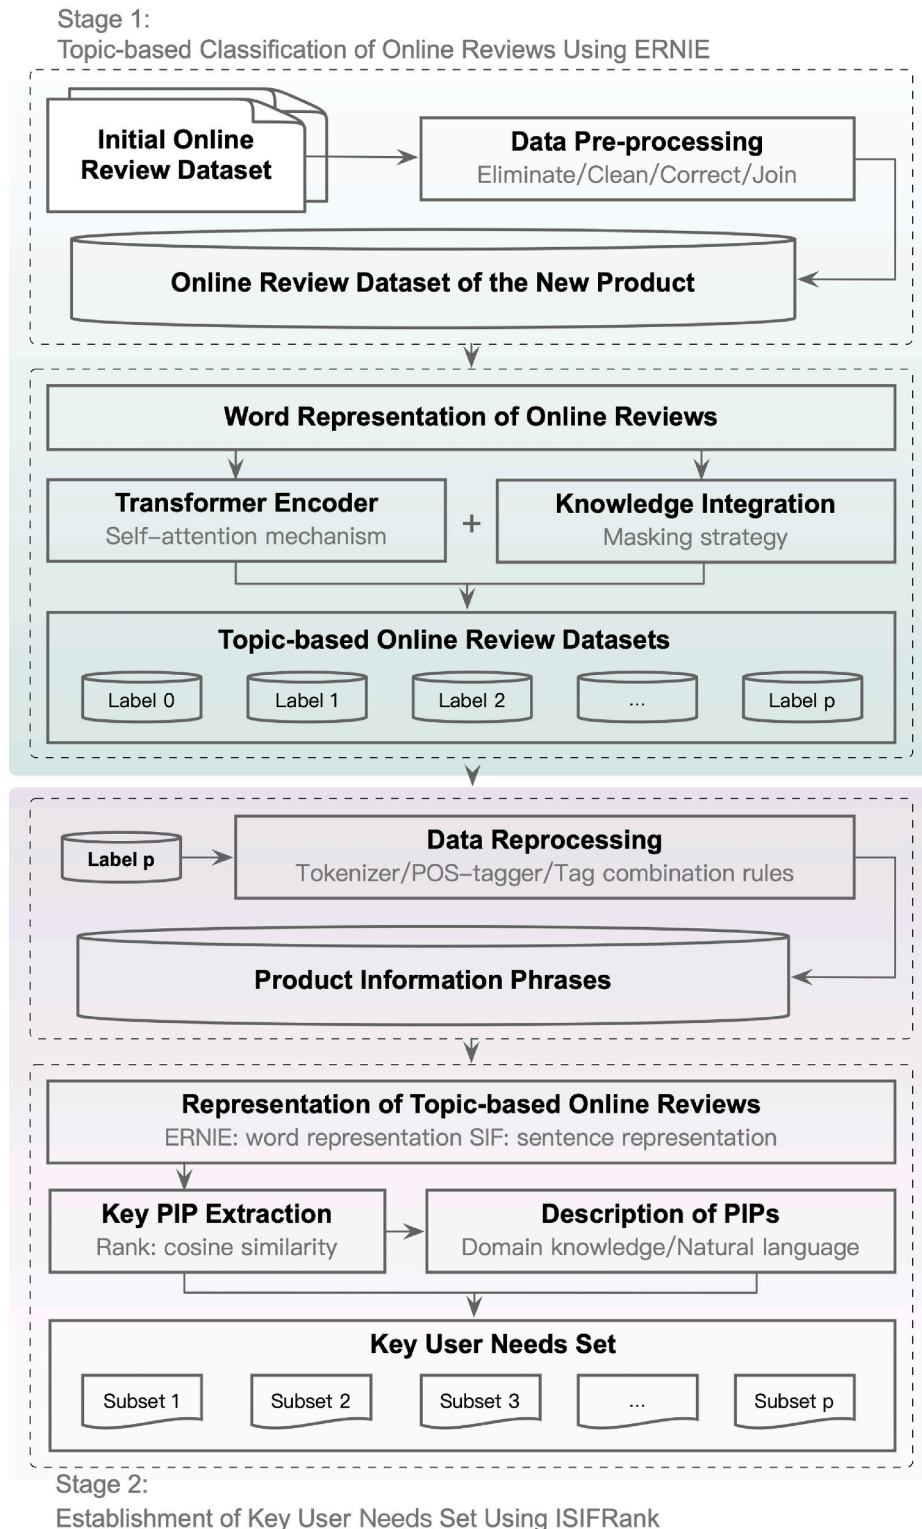 Stage 1:
Topic-based Classification of Online Reviews Using ERNIE
Initial Online
Review Dataset
Data Pre-processing
Eliminate/Clean/Correct/Join
Online Review Dataset of the New Product
Word Representation of Online Reviews
Transformer Encoder
Self-attention mechanism
+
Knowledge Integration
Masking strategy
Topic-based Online Review Datasets
Label 0
Label 1
Label 2
...
Label p
Label p
Data Reprocessing
Tokenizer/POS-tagger/Tag combination rules
Product Information Phrases
Representation of Topic-based Online Reviews
ERNIE: word representation SIF: sentence representation
Key PIP Extraction
Rank: cosine similarity
Description of PIPs
Domain knowledge/Natural language
Key User Needs Set
Subset 1
Subset 2
Subset 3
...
Subset p
Stage 2:
Establishment of Key User Needs Set Using ISIFRank